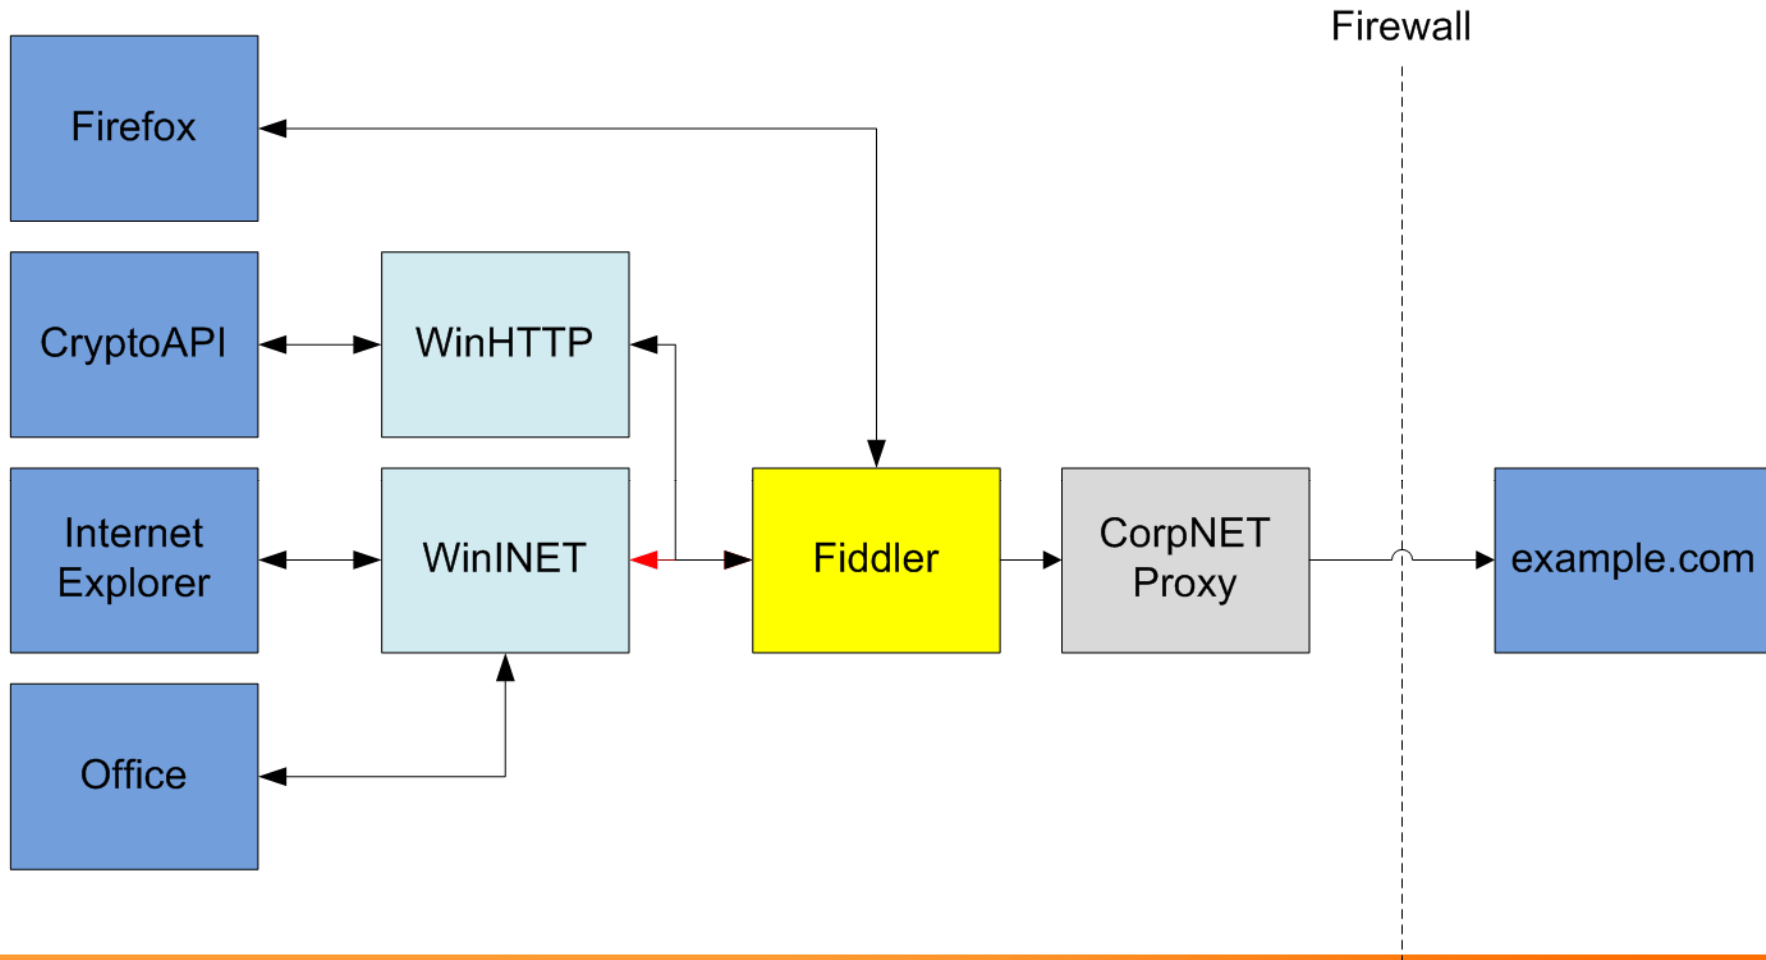 Firewall
Firefox
CryptoAPI
WinHTTP
Internet
Explorer
WinINET
Fiddler
CorpNET
Proxy
example.com
Office